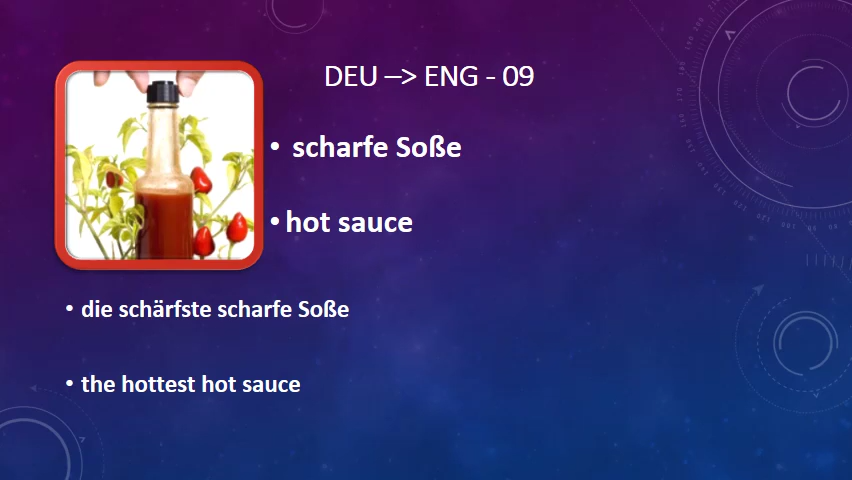 DEU –> ENG - 09
• scharfe Soße
• hot sauce
• die schärfste scharfe Soße
• the hottest hot sauce